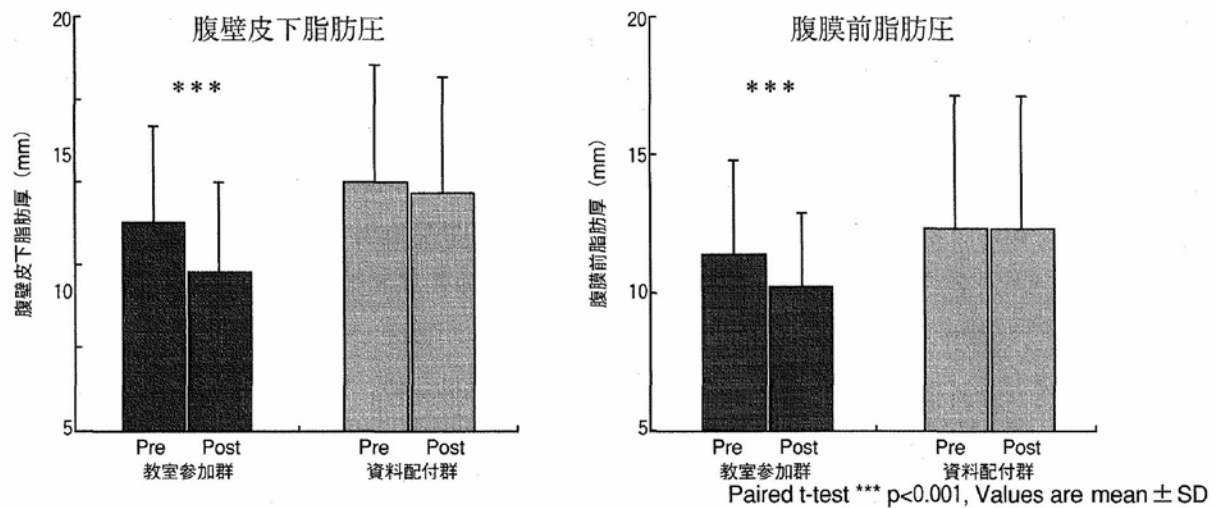 腹壁皮下脂肪圧
20
15
10
5
腹壁皮下脂肪厚 (mm)
***
Pre Post Pre Post
教室参加群 資料配付群
腹膜前脂肪圧
20
15
10
5
腹膜前脂肪厚 (mm)
***
Pre Post Pre Post
教室参加群 資料配付群
Paired t-test *** p<0.001, Values are mean ± SD